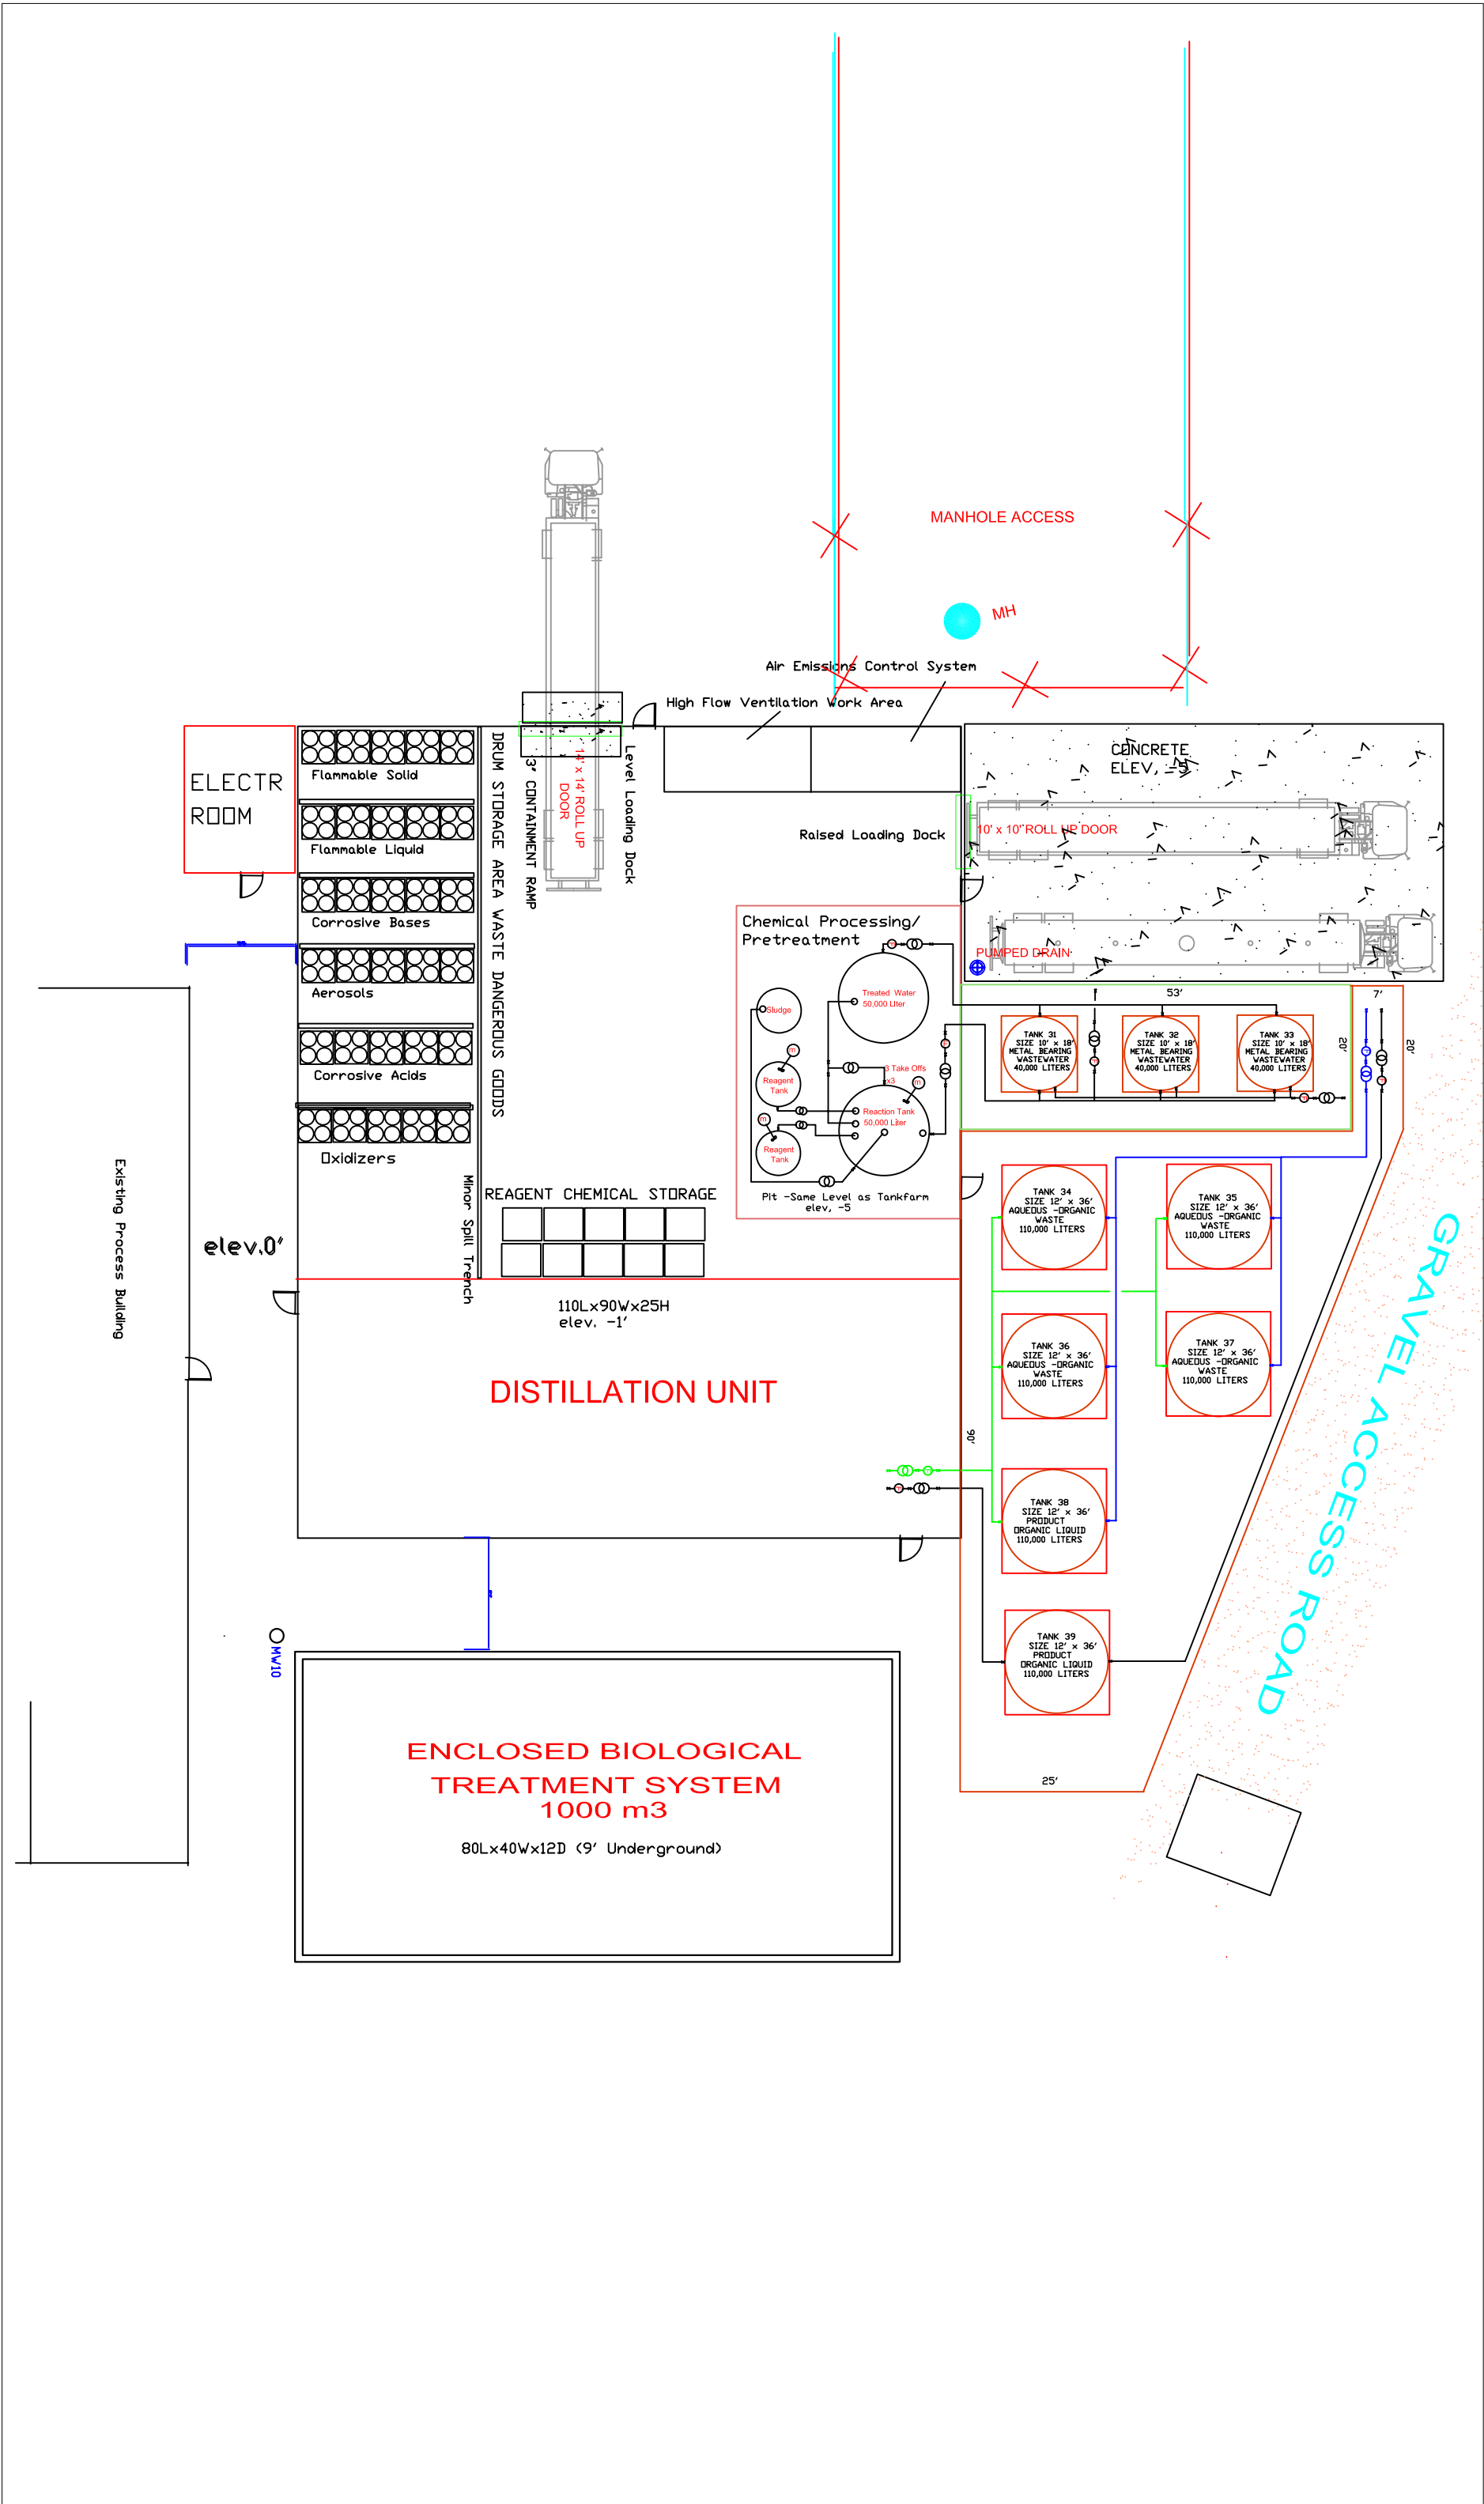 MANHOLE ACCESS
MH
Air Emissions Control System
High Flow Ventilation Work Area
ELECTR
ROOM
Flammable Solid
Flammable Liquid
Corrosive Bases
Aerosols
Corrosive Acids
Oxidizers
DRUM STORAGE AREA WASTE DANGEROUS GOODS
3' CONTAINMENT RAMP
14' x 14' ROLL UP
DOOR
Level Loading Dock
Raised Loading Dock
CONCRETE
ELEV, -5
10' x 10' ROLL UP DOOR
PUMPED DRAIN
Chemical Processing/
Pretreatment
Treated Water
50,000 Liter
Sludge
m
Reagent
Tank
m
Reagent
Tank
3 Take Offs
x3
m
Reaction Tank
50,000 Liter
Pit -Same Level as Tankfarm
elev, -5
53'
7'
20'
20'
TANK 31
SIZE 10' x 18'
METAL BEARING
WASTEWATER
40,000 LITERS
TANK 32
SIZE 10' x 18'
METAL BEARING
WASTEWATER
40,000 LITERS
TANK 33
SIZE 10' x 18'
METAL BEARING
WASTEWATER
40,000 LITERS
TANK 34
SIZE 12' x 36'
AQUEOUS -ORGANIC
WASTE
110,000 LITERS
TANK 35
SIZE 12' x 36'
AQUEOUS -ORGANIC
WASTE
110,000 LITERS
TANK 36
SIZE 12' x 36'
AQUEOUS -ORGANIC
WASTE
110,000 LITERS
TANK 37
SIZE 12' x 36'
AQUEOUS -ORGANIC
WASTE
110,000 LITERS
TANK 38
SIZE 12' x 36'
PRODUCT
ORGANIC LIQUID
110,000 LITERS
TANK 39
SIZE 12' x 36'
PRODUCT
ORGANIC LIQUID
110,000 LITERS
90'
25'
GRAVEL ACCESS ROAD
Minor Spill Trench
REAGENT CHEMICAL STORAGE
110Lx90Wx25H
elev. -1'
DISTILLATION UNIT
Existing Process Building
elev.0'
MW10
ENCLOSED BIOLOGICAL
TREATMENT SYSTEM
1000 m3
80Lx40Wx12D (9' Underground)